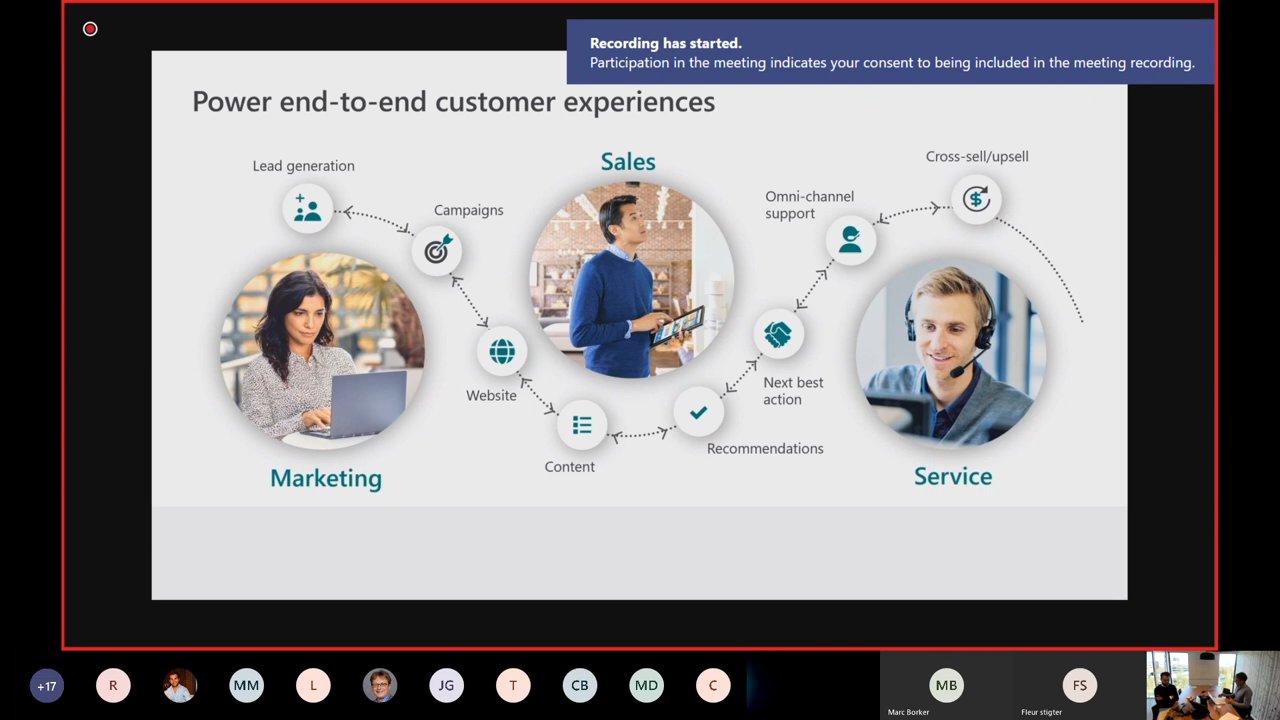 Recording has started.
Participation in the meeting indicates your consent to being included in the meeting recording.
Power end-to-end customer experiences
Lead generation
Campaigns
Sales
Omni-channel
support
Cross-sell/upsell
Website
Content
Recommendations
Next best
action
Marketing
Service
+17
R
MM
L
JG
T
CB
MD
C
MB
Marc Borker
FS
Fleur stigter